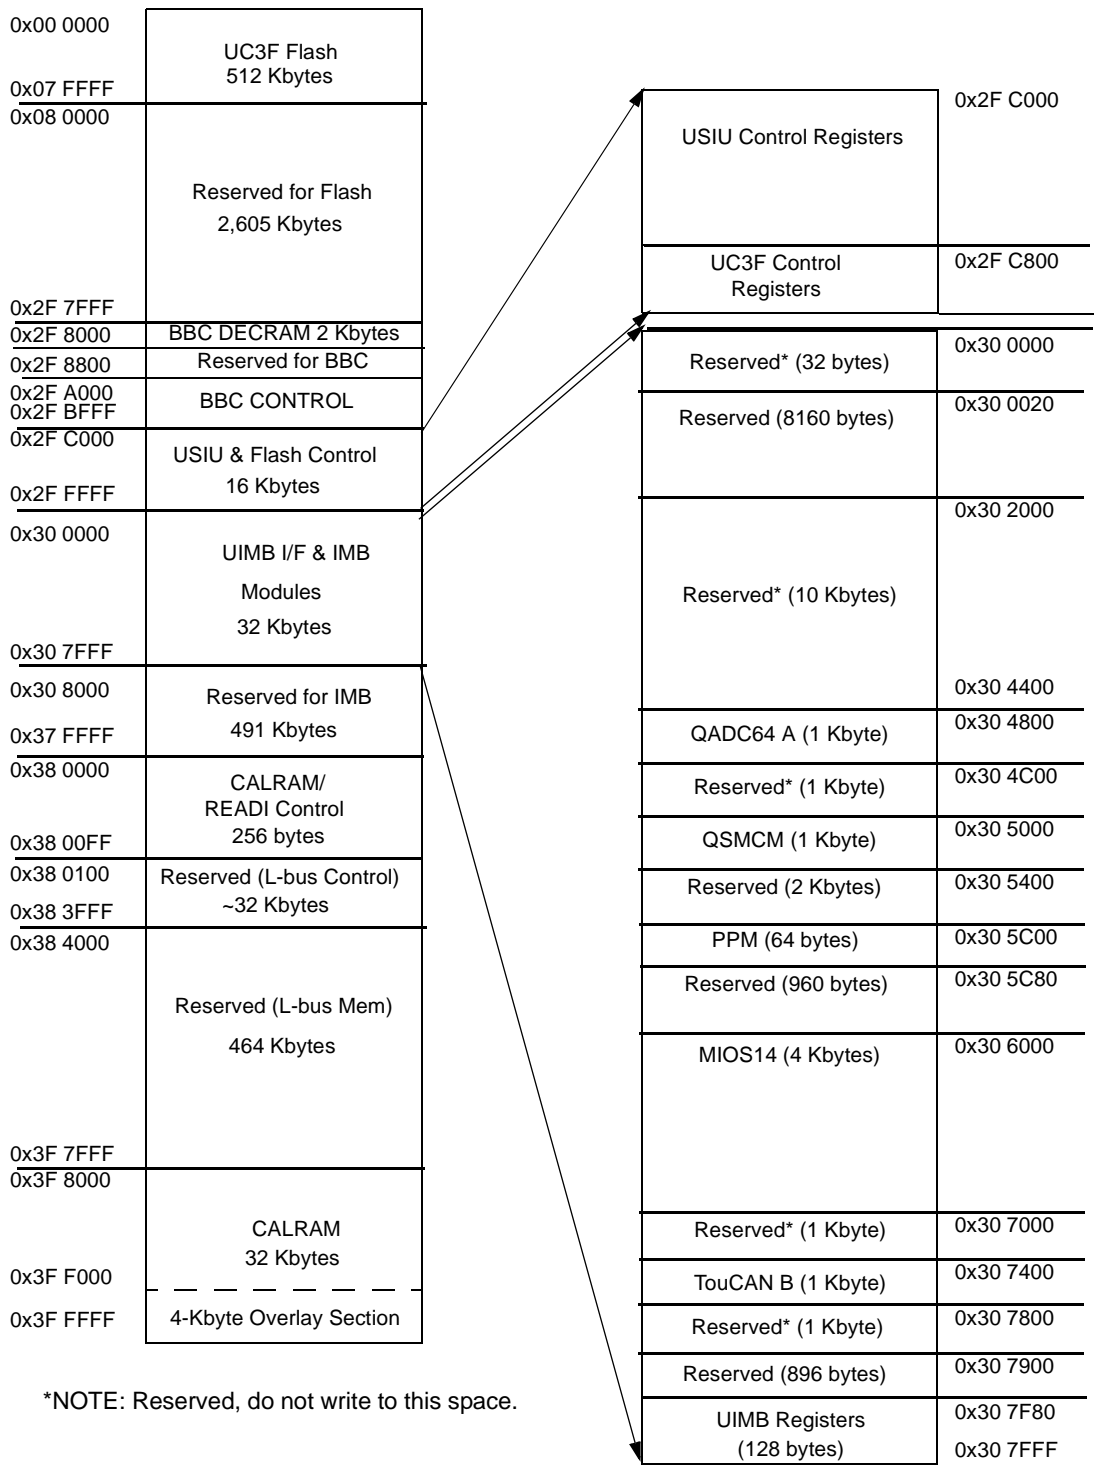 0x00 0000
UC3F Flash
512 Kbytes
0x07 FFFF
0x08 0000
Reserved for Flash
2,605 Kbytes
0x2F 7FFF
0x2F 8000
BBC DECRAM 2 Kbytes
0x2F 8800
Reserved for BBC
0x2F A000
0x2F BFFF
BBC CONTROL
0x2F C000
USIU & Flash Control
16 Kbytes
0x2F FFFF
0x30 0000
UIMB I/F & IMB
Modules
32 Kbytes
0x30 7FFF
0x30 8000
Reserved for IMB
491 Kbytes
0x37 FFFF
0x38 0000
CALRAM/
READI Control
256 bytes
0x38 00FF
0x38 0100
Reserved (L-bus Control)
~32 Kbytes
0x38 3FFF
0x38 4000
Reserved (L-bus Mem)
464 Kbytes
0x3F 7FFF
0x3F 8000
CALRAM
32 Kbytes
0x3F F000
0x3F FFFF
4-Kbyte Overlay Section
*NOTE: Reserved, do not write to this space.
0x2F C000
USIU Control Registers
UC3F Control
Registers
0x2F C800
Reserved* (32 bytes)
0x30 0000
Reserved (8160 bytes)
0x30 0020
0x30 2000
Reserved* (10 Kbytes)
0x30 4400
QADC64 A (1 Kbyte)
0x30 4800
Reserved* (1 Kbyte)
0x30 4C00
QSMCM (1 Kbyte)
0x30 5000
Reserved (2 Kbytes)
0x30 5400
PPM (64 bytes)
0x30 5C00
Reserved (960 bytes)
0x30 5C80
MIOS14 (4 Kbytes)
0x30 6000
Reserved* (1 Kbyte)
0x30 7000
TouCAN B (1 Kbyte)
0x30 7400
Reserved* (1 Kbyte)
0x30 7800
Reserved (896 bytes)
0x30 7900
UIMB Registers
(128 bytes)
0x30 7F80
0x30 7FFF